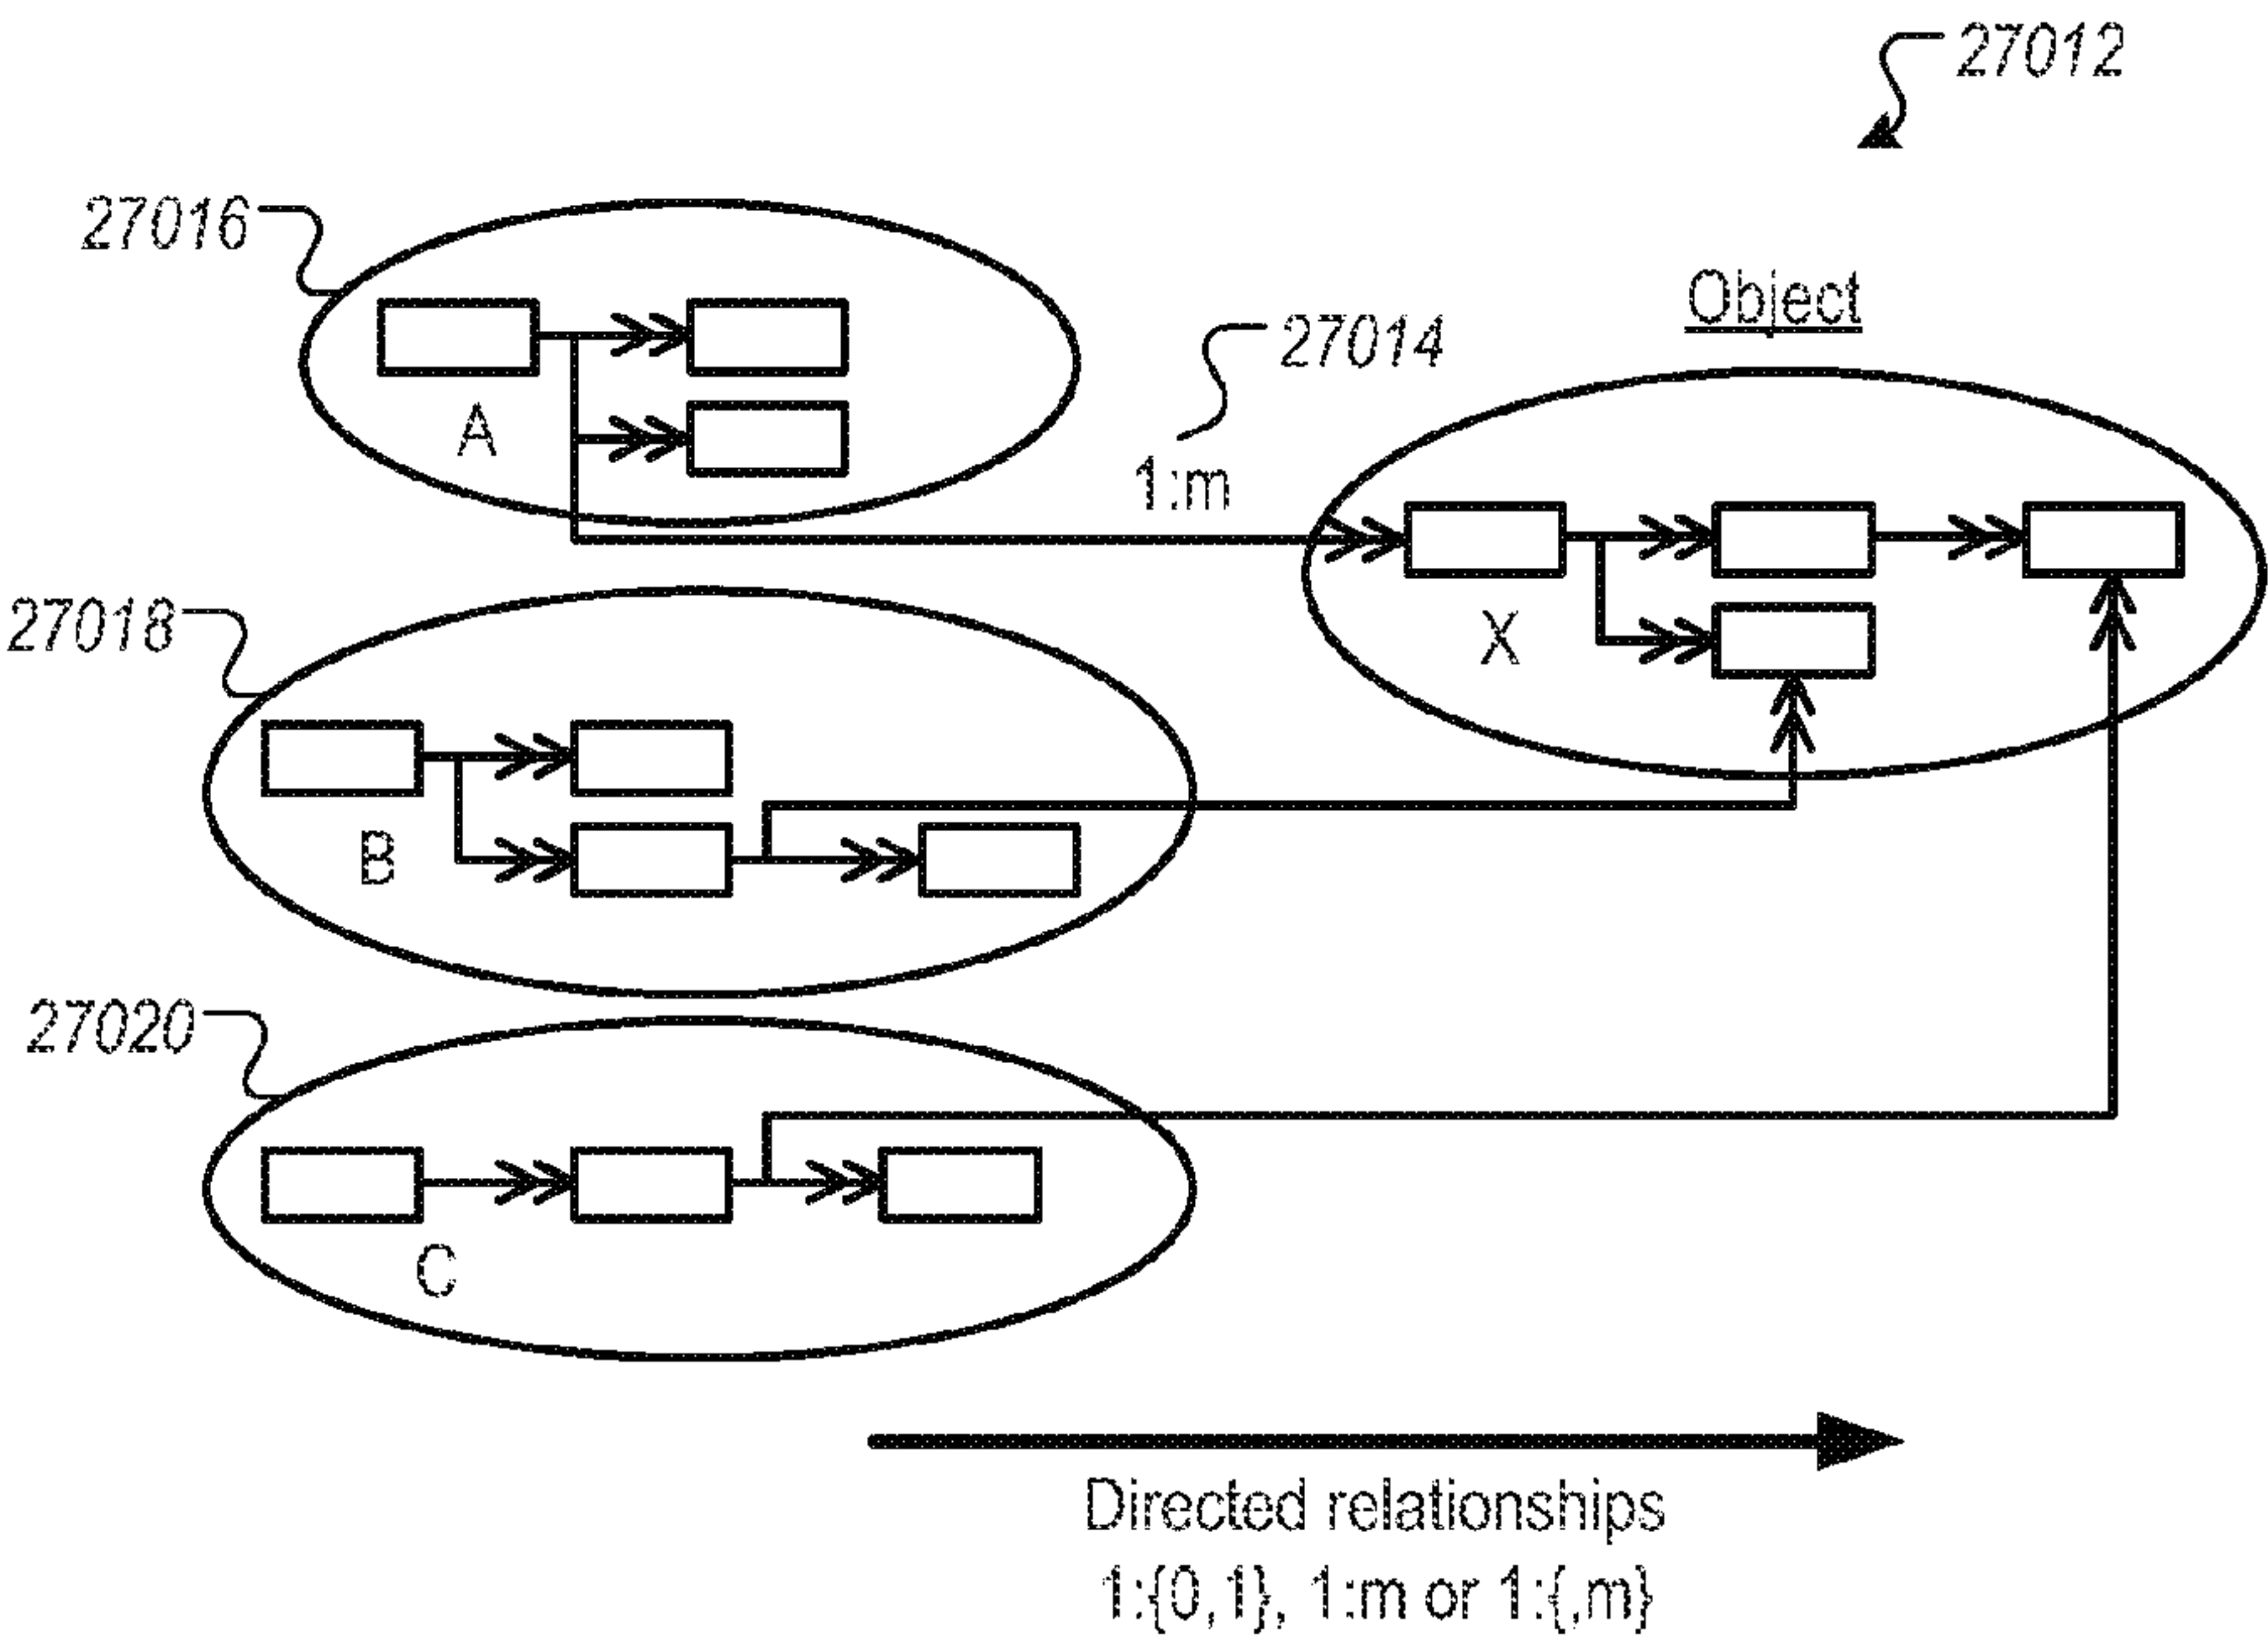 27012
27016
Object
27014
A
1:m
27018
X
B
27020
C
Directed relationships
1:{0,1}, 1:m or 1:{,m}